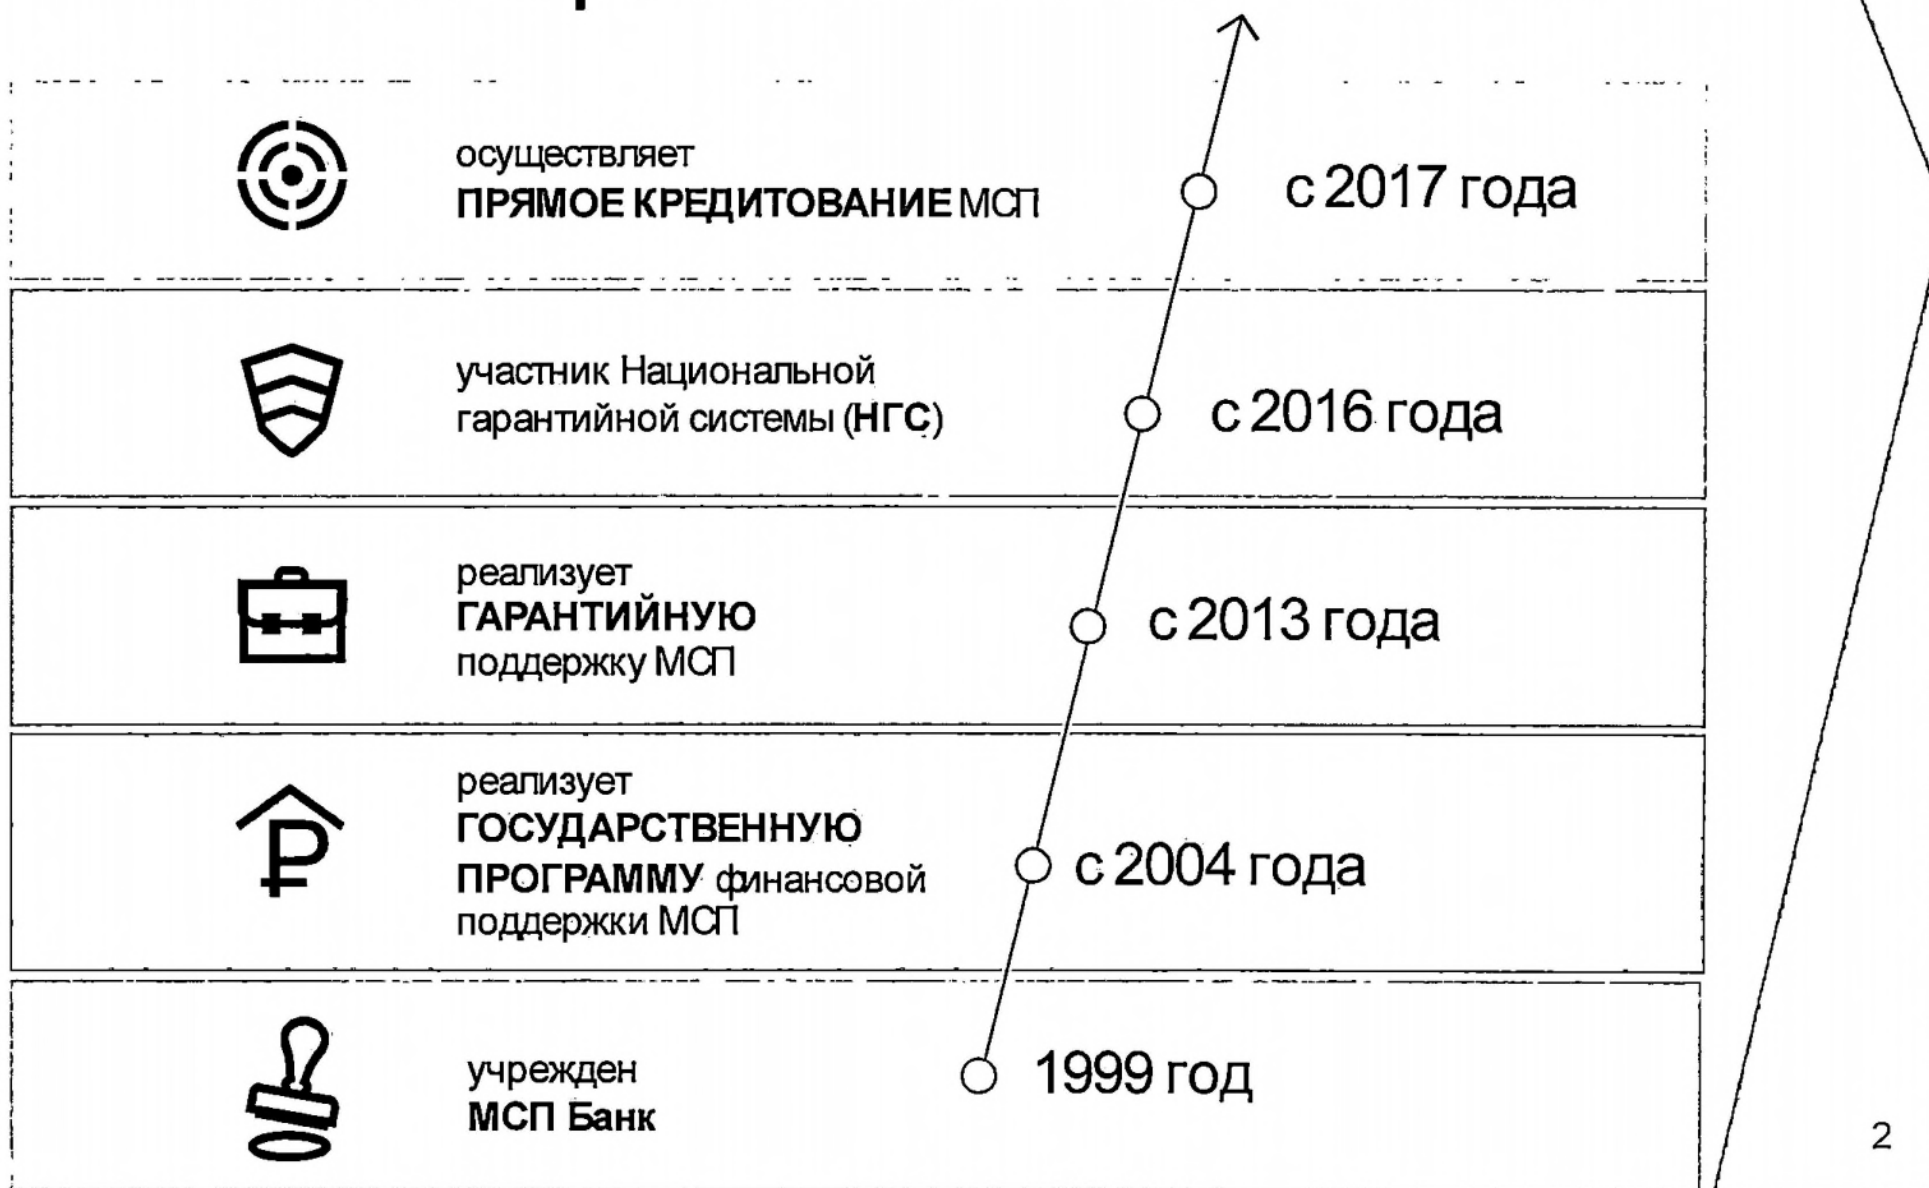 осуществляет
ПРЯМОЕ КРЕДИТОВАНИЕ МСП
с 2017 года
участник Национальной
гарантийной системы (НГС)
с 2016 года
реализует
ГАРАНТИЙНУЮ
поддержку МСП
с 2013 года
реализует
ГОСУДАРСТВЕННУЮ
ПРОГРАММУ финансовой
поддержки МСП
с 2004 года
учрежден
МСП Банк
1999 год
2